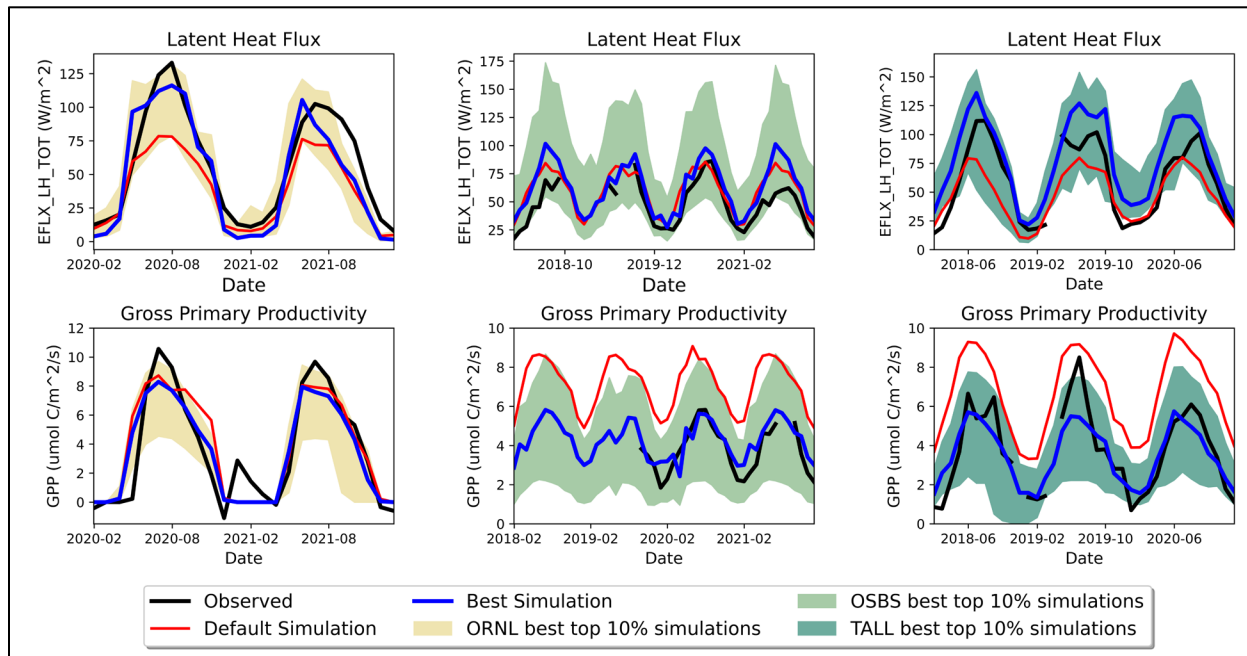 Latent Heat Flux
EFLX_LH_TOT (W/m^2)
125
100
75
50
25
0
2020-02 2020-08 2021-02 2021-08
Date
Latent Heat Flux
EFLX_LH_TOT (W/m^2)
175
150
125
100
75
50
25
2018-10 2019-12 2021-02
Date
Latent Heat Flux
EFLX_LH_TOT (W/m^2)
150
125
100
75
50
25
0
2018-06 2019-02 2019-10 2020-06
Date
Gross Primary Productivity
GPP (umol C/m^2/s)
12
10
8
6
4
2
0
2020-02 2020-08 2021-02 2021-08
Date
Gross Primary Productivity
GPP (umol C/m^2/s)
10
8
6
4
2
0
2018-02 2019-02 2020-02 2021-02
Date
Gross Primary Productivity
GPP (umol C/m^2/s)
10
8
6
4
2
0
2018-06 2019-02 2019-10 2020-06
Date
Observed
Default Simulation
Best Simulation
ORNL best top 10% simulations
OSBS best top 10% simulations
TALL best top 10% simulations